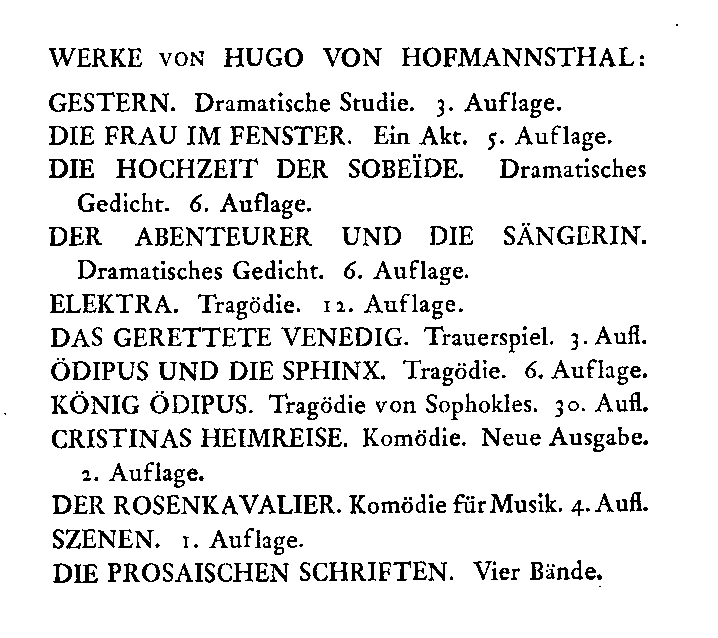 WERKE VON HUGO VON HOFMANNSTHAL:
GESTERN. Dramatische Studie. 3. Auflage.
DIE FRAU IM FENSTER. Ein Akt. 5. Auflage.
DIE HOCHZEIT DER SOBEÏDE. Dramatisches
Gedicht. 6. Auflage.
DER ABENTEURER UND DIE SÄNGERIN.
Dramatisches Gedicht. 6. Auflage.
ELEKTRA. Tragödie. 12. Auflage.
DAS GERETTETE VENEDIG. Trauerspiel. 3. Aufl.
ÖDIPUS UND DIE SPHINX. Tragödie. 6. Auflage.
KÖNIG ÖDIPUS. Tragödie von Sophokles. 30. Aufl.
CRISTINAS HEIMREISE. Komödie. Neue Ausgabe.
2. Auflage.
DER ROSENKAVALIER. Komödie für Musik. 4. Aufl.
SZENEN. 1. Auflage.
DIE PROSAISCHEN SCHRIFTEN. Vier Bände.